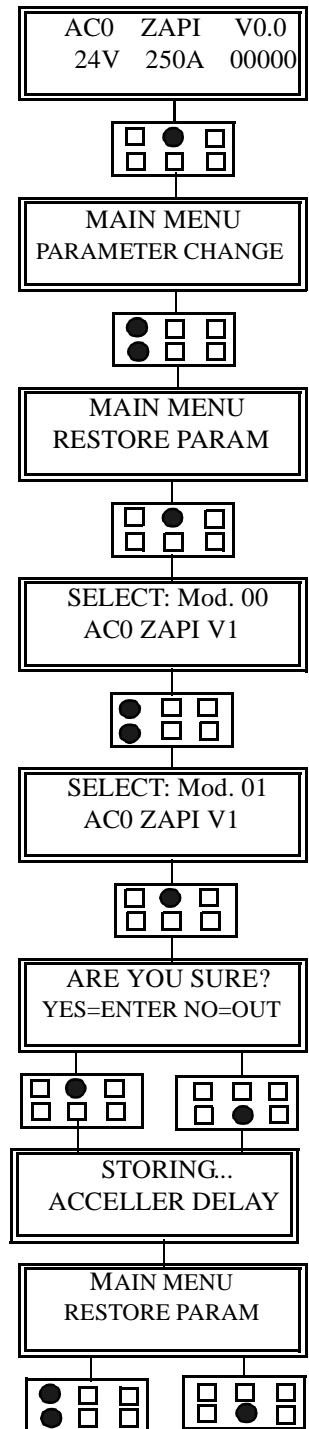 AC0 ZAPI V0.0
24V 250A 00000
MAIN MENU
PARAMETER CHANGE
MAIN MENU
RESTORE PARAM
SELECT: Mod. 00
AC0 ZAPI V1
SELECT: Mod. 01
AC0 ZAPI V1
ARE YOU SURE?
YES=ENTER NO=OUT
STORING...
ACCELLER DELAY
MAIN MENU
RESTORE PARAM